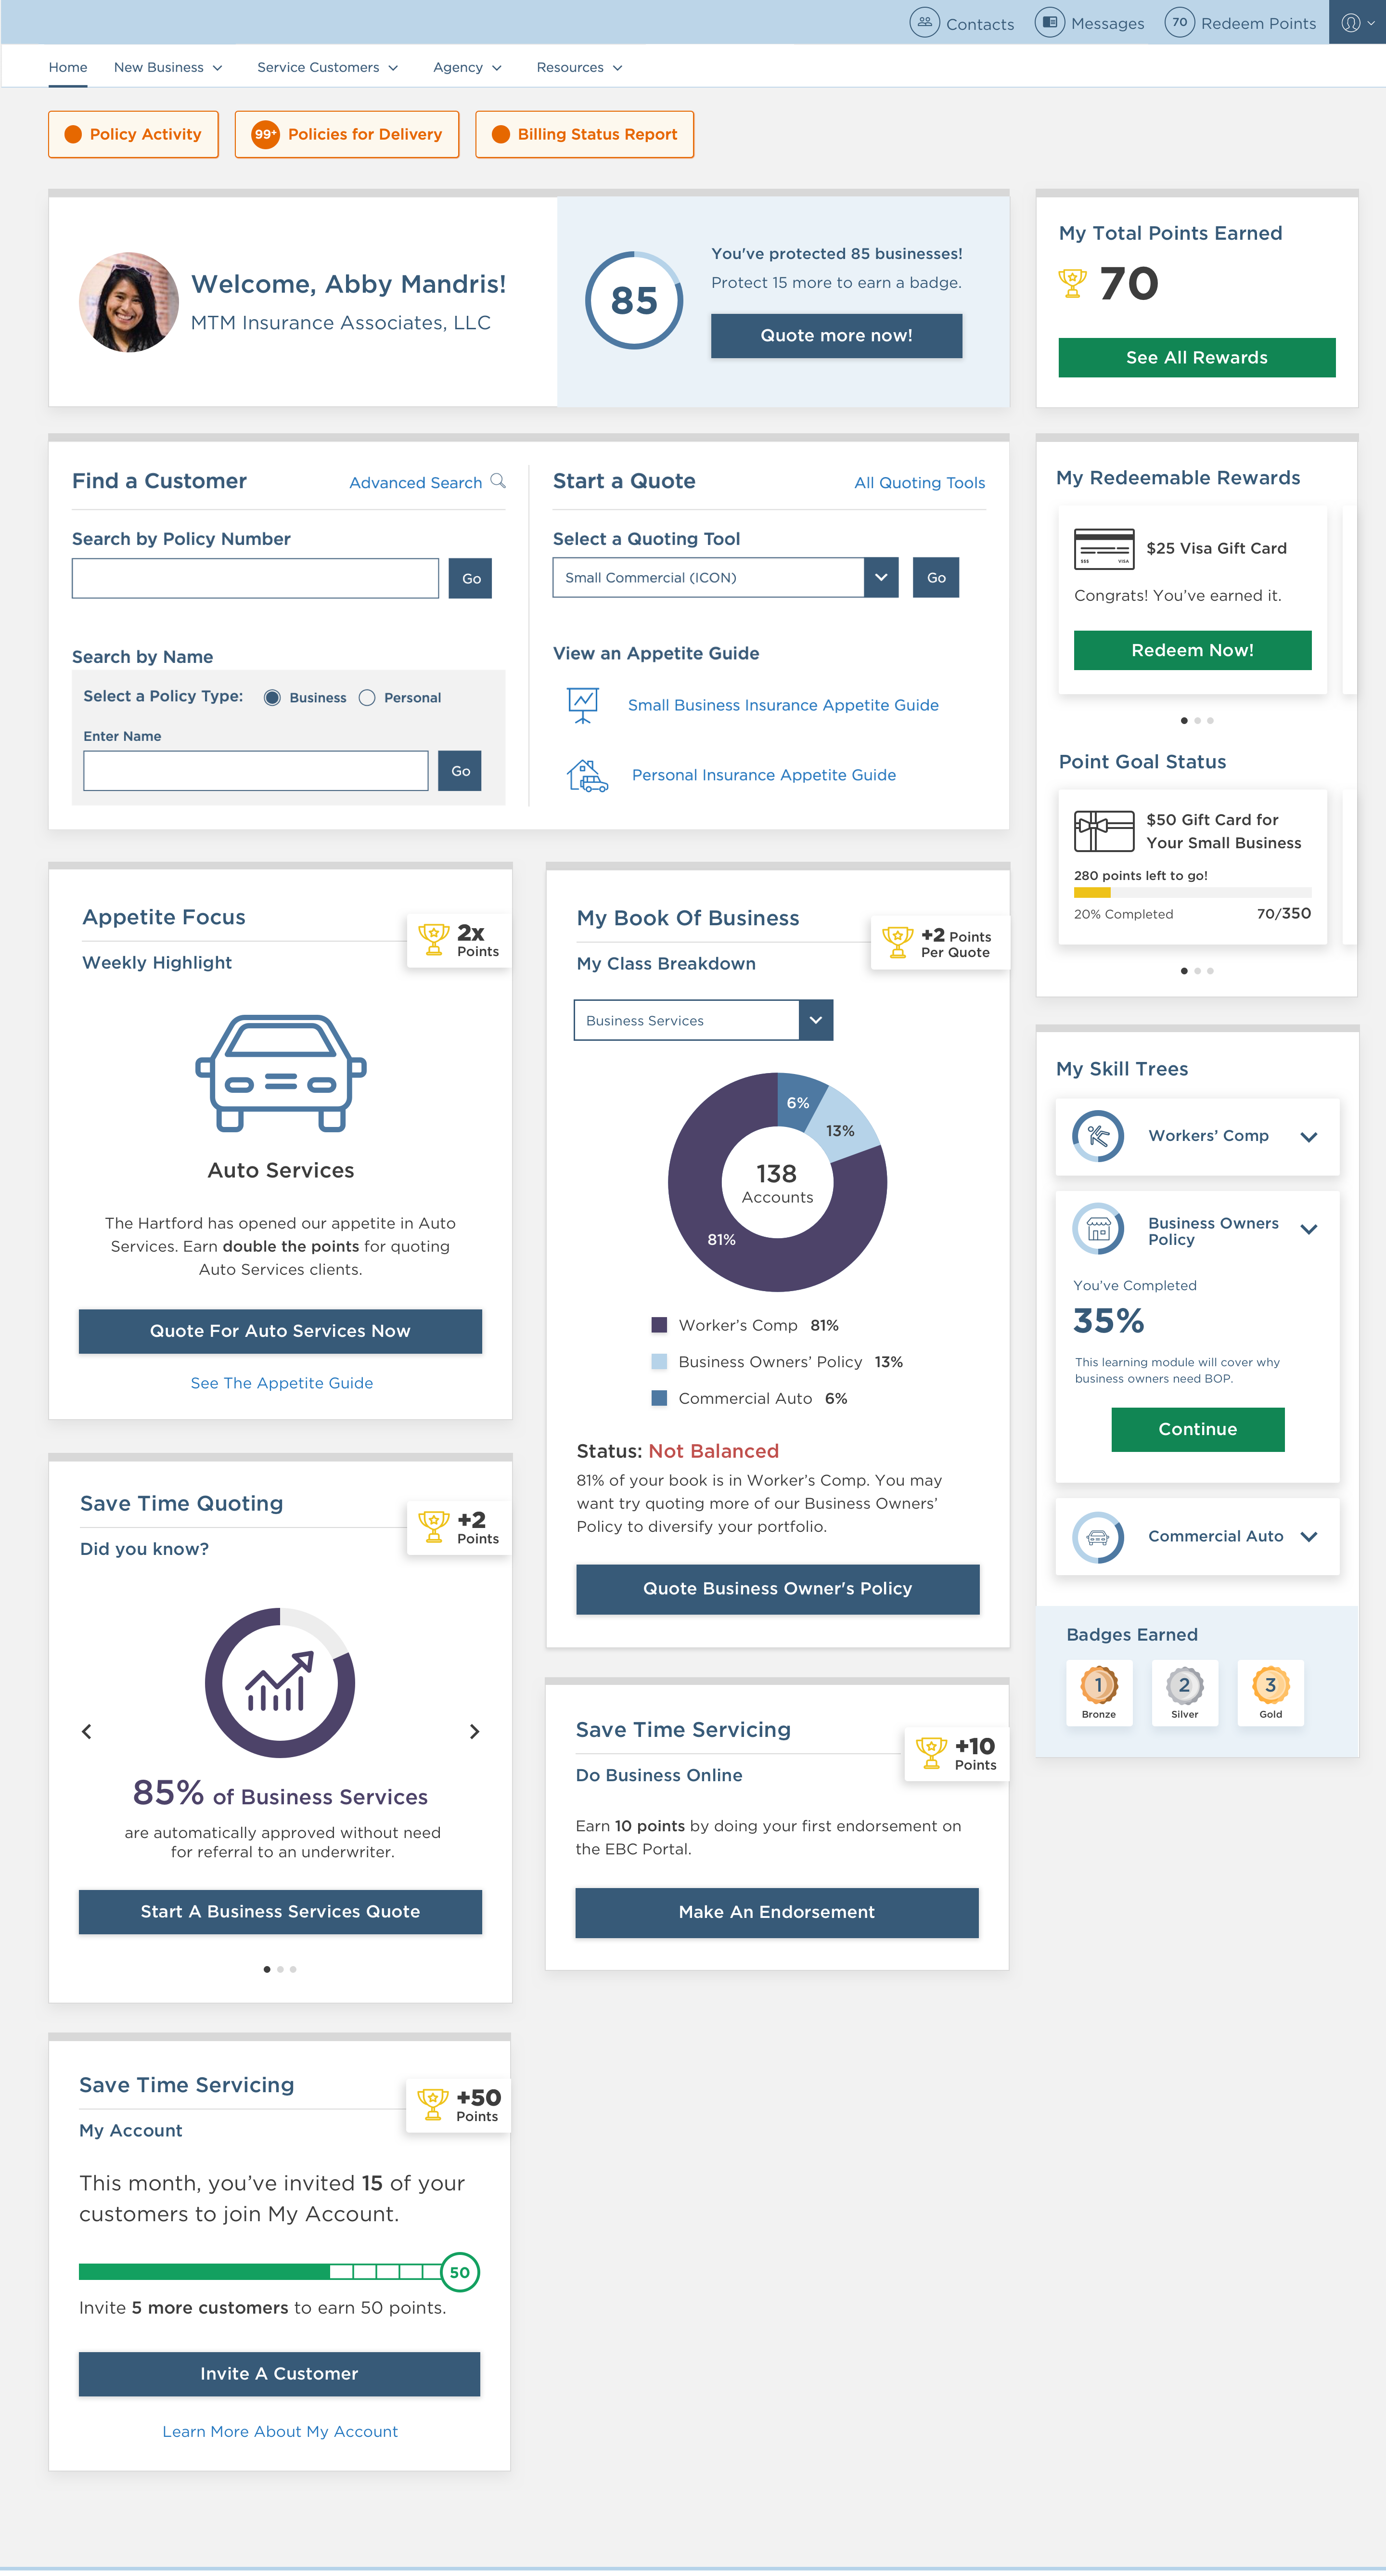 Contacts
Messages
70 Redeem Points
Home
New Business
Service Customers
Agency
Resources
Policy Activity
99+ Policies for Delivery
Billing Status Report
Welcome, Abby Mandris!
MTM Insurance Associates, LLC
85
You've protected 85 businesses!
Protect 15 more to earn a badge.
Quote more now!
My Total Points Earned
70
See All Rewards
Find a Customer
Advanced Search
Search by Policy Number
Go
Search by Name
Select a Policy Type: Business Personal
Enter Name
Go
Start a Quote
All Quoting Tools
Select a Quoting Tool
Small Commercial (ICON)
Go
View an Appetite Guide
Small Business Insurance Appetite Guide
Personal Insurance Appetite Guide
My Redeemable Rewards
$$$ VISA
$25 Visa Gift Card
Congrats! You've earned it.
Redeem Now!
Point Goal Status
$50 Gift Card for
Your Small Business
280 points left to go!
20% Completed
70/350
Appetite Focus
2x
Points
Weekly Highlight
Auto Services
The Hartford has opened our appetite in Auto
Services. Earn double the points for quoting
Auto Services clients.
Quote For Auto Services Now
See The Appetite Guide
My Book Of Business
+2 Points
Per Quote
My Class Breakdown
Business Services
6%
13%
138
Accounts
81%
Worker's Comp 81%
Business Owners' Policy 13%
Commercial Auto 6%
Status: Not Balanced
81% of your book is in Worker's Comp. You may
want try quoting more of our Business Owners'
Policy to diversify your portfolio.
Quote Business Owner's Policy
My Skill Trees
Workers' Comp
Business Owners
Policy
You've Completed
35%
This learning module will cover why
business owners need BOP.
Continue
Commercial Auto
Badges Earned
1
Bronze
2
Silver
3
Gold
Save Time Quoting
+2
Points
Did you know?
85% of Business Services
are automatically approved without need
for referral to an underwriter.
Start A Business Services Quote
Save Time Servicing
+10
Points
Do Business Online
Earn 10 points by doing your first endorsement on
the EBC Portal.
Make An Endorsement
Save Time Servicing
+50
Points
My Account
This month, you've invited 15 of your
customers to join My Account.
50
Invite 5 more customers to earn 50 points.
Invite A Customer
Learn More About My Account